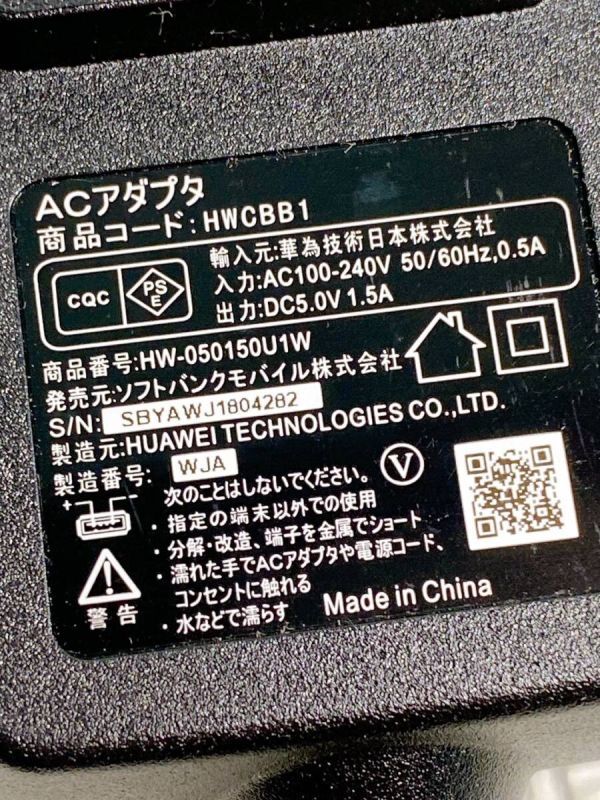 ACアダプタ
商品コード:HWCBB1
CQC
PS
E
輸入元:華為技術日本株式会社
入力:AC100-240V 50/60Hz,0.5A
出力:DC5.0V 1.5A
商品番号:HW-050150U1W
発売元:ソフトバンクモバイル株式会社
S/N: SBYAWJ1804282
製造元:HUAWEI TECHNOLOGIES CO.,LTD.
製造番号: WJA
V
+ -
次のことはしないでください。
・指定の端末以外での使用
・分解・改造、端子を金属でショート
・濡れた手でACアダプタや電源コード、
コンセントに触れる
・水などで濡らす
警告
Made in China